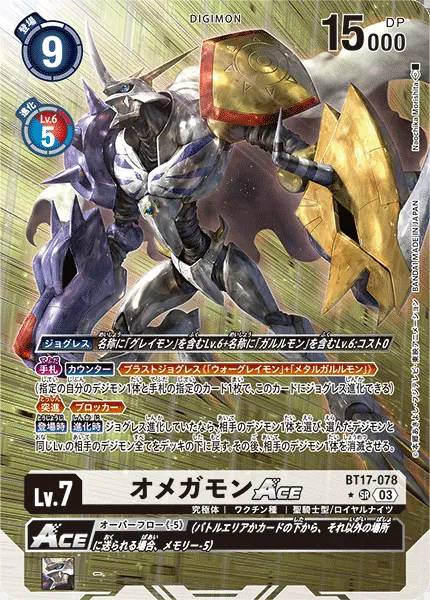 DIGIMON
登場
9
15000
DP
進化
Lv.6
5
Naochika Morishita
BANDAI MADE IN JAPAN
©本郷あきよし・フジテレビ・東映アニメーション
ジョグレス 名称に「グレイモン」を含むLv.6+名称に「ガルルモン」を含むLv.6:コスト0
手札 カウンター ブラストジョグレス(「ウォーグレイモン」+「メタルガルルモン」)
(指定の自分のデジモン1体と手札の指定のカード1枚で、このカードにジョグレス進化できる)
突進 ブロッカー
登場時 進化時 ジョグレス進化していたなら、相手のデジモン1体を選び、選んだデジモンと
同じLv.の相手のデジモン全てをデッキの下に戻す。その後、相手のデジモン1体を消滅させる。
Lv.7
オメガモンACE
BT17-078
SR 03
究極体 | ワクチン種 | 聖騎士型/ロイヤルナイツ
ACE オーバーフロー《-5》 (バトルエリアかカードの下から、それ以外の場所
に送られる場合、メモリー-5)